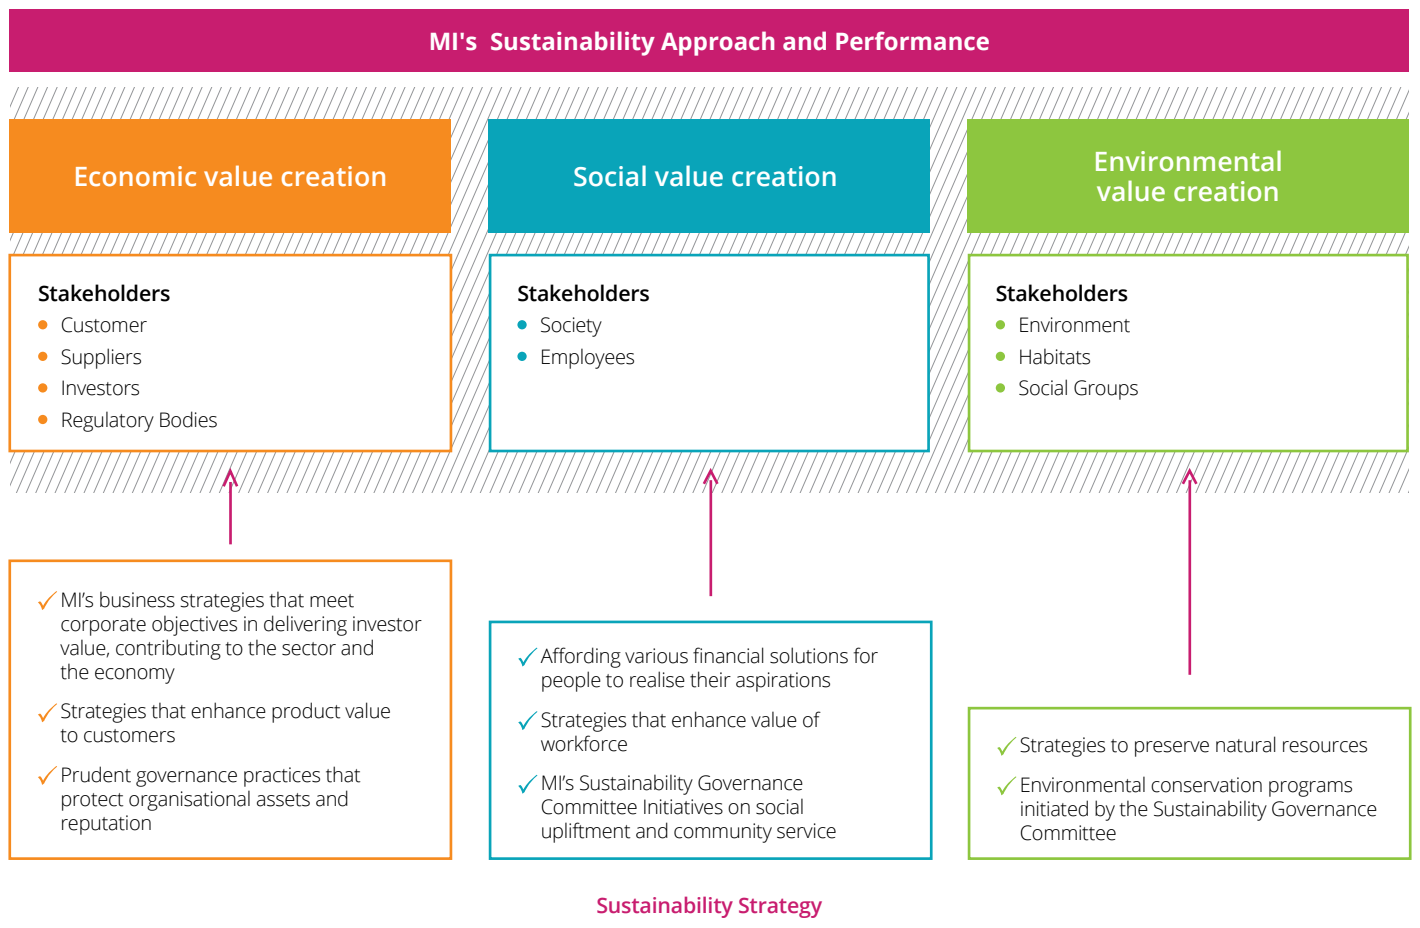 MI's Sustainability Approach and Performance
Economic value creation
Stakeholders
Customer
Suppliers
Investors
Regulatory Bodies
MI's business strategies that meet
corporate objectives in delivering investor
value, contributing to the sector and
the economy
Strategies that enhance product value
to customers
Prudent governance practices that
protect organisational assets and
reputation
Social value creation
Stakeholders
Society
Employees
Affording various financial solutions for
people to realise their aspirations
Strategies that enhance value of
workforce
MI's Sustainability Governance
Committee Initiatives on social
upliftment and community service
Environmental
value creation
Stakeholders
Environment
Habitats
Social Groups
Strategies to preserve natural resources
Environmental conservation programs
initiated by the Sustainability Governance
Committee
Sustainability Strategy